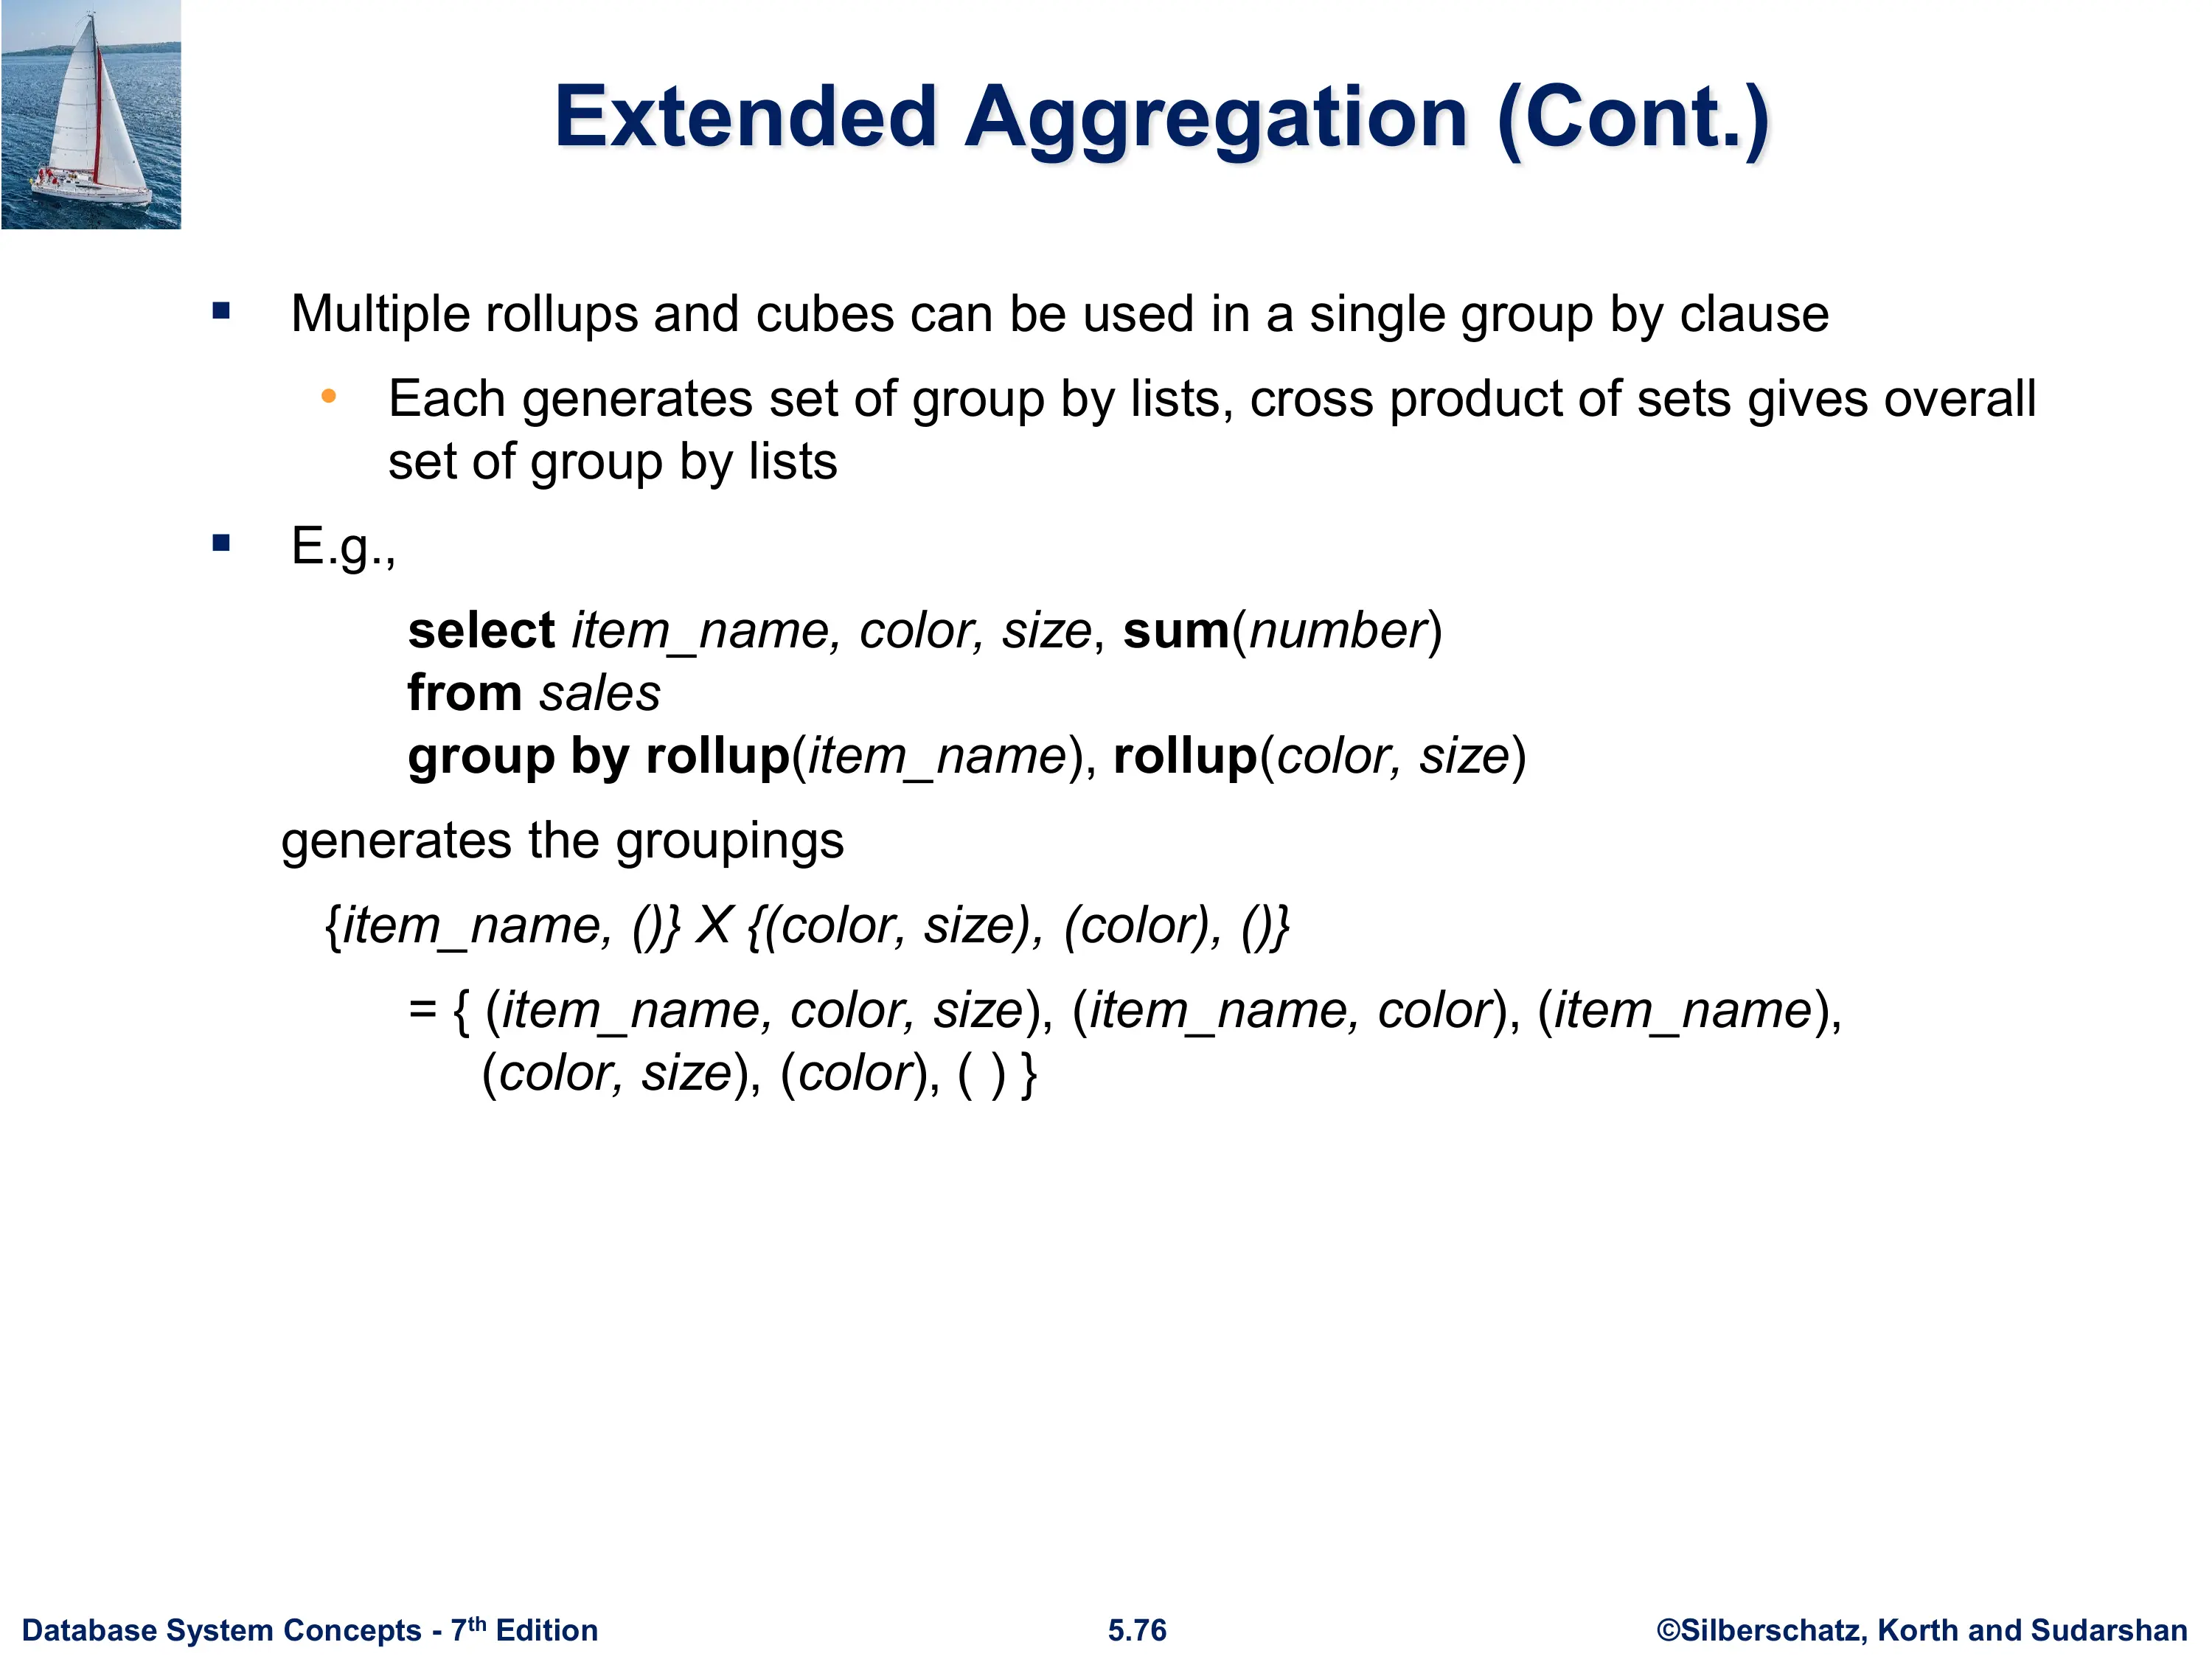 Extended Aggregation (Cont.)
▪ Multiple rollups and cubes can be used in a single group by clause
• Each generates set of group by lists, cross product of sets gives overall
set of group by lists
▪ E.g.,
select item_name, color, size, sum(number)
from sales
group by rollup(item_name), rollup(color, size)
generates the groupings
{item_name, ()} X {(color, size), (color), ()}
= { (item_name, color, size), (item_name, color), (item_name),
(color, size), (color), ( ) }
Database System Concepts - 7th Edition 5.76 ©Silberschatz, Korth and Sudarshan